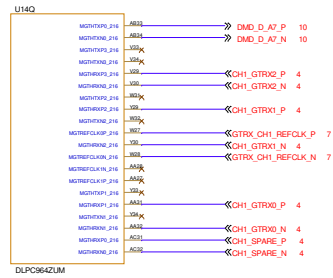 U14Q
MGTHTXP0_216 AB33 DMD_D_A7_P 10
MGTHTXN0_216 AB34 DMD_D_A7_N 10
MGTHTXP3_216 V33
MGTHTXN3_216 V34
MGTHRXP3_216 V29 CH1_GTRX2_P 4
MGTHRXN3_216 V30 CH1_GTRX2_N 4
MGTHTXP2_216 W31
MGTHRXP2_216 Y29 CH1_GTRX1_P 4
MGTHTXN2_216 W32
MGTREFCLK0P_216 W27 GTRX_CH1_REFCLK_P 7
MGTHRXN2_216 Y30 CH1_GTRX1_N 4
MGTREFCLK0N_216 W28 GTRX_CH1_REFCLK_N 7
MGTREFCLK1N_216 AA28
MGTREFCLK1P_216 AA27
MGTHTXP1_216 Y33
MGTHRXP1_216 AA31 CH1_GTRX0_P 4
MGTHTXN1_216 Y34
MGTHRXN1_216 AA32 CH1_GTRX0_N 4
MGTHRXP0_216 AC31 CH1_SPARE_P 4
MGTHRXN0_216 AC32 CH1_SPARE_N 4
DLPC964ZUM